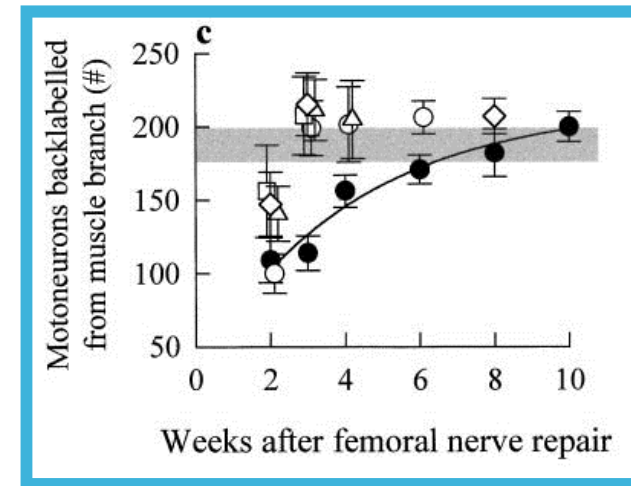 c
Motoneurons backlabelled
from muscle branch (#)
250
200
150
100
50
0
2
4
6
8
10
Weeks after femoral nerve repair